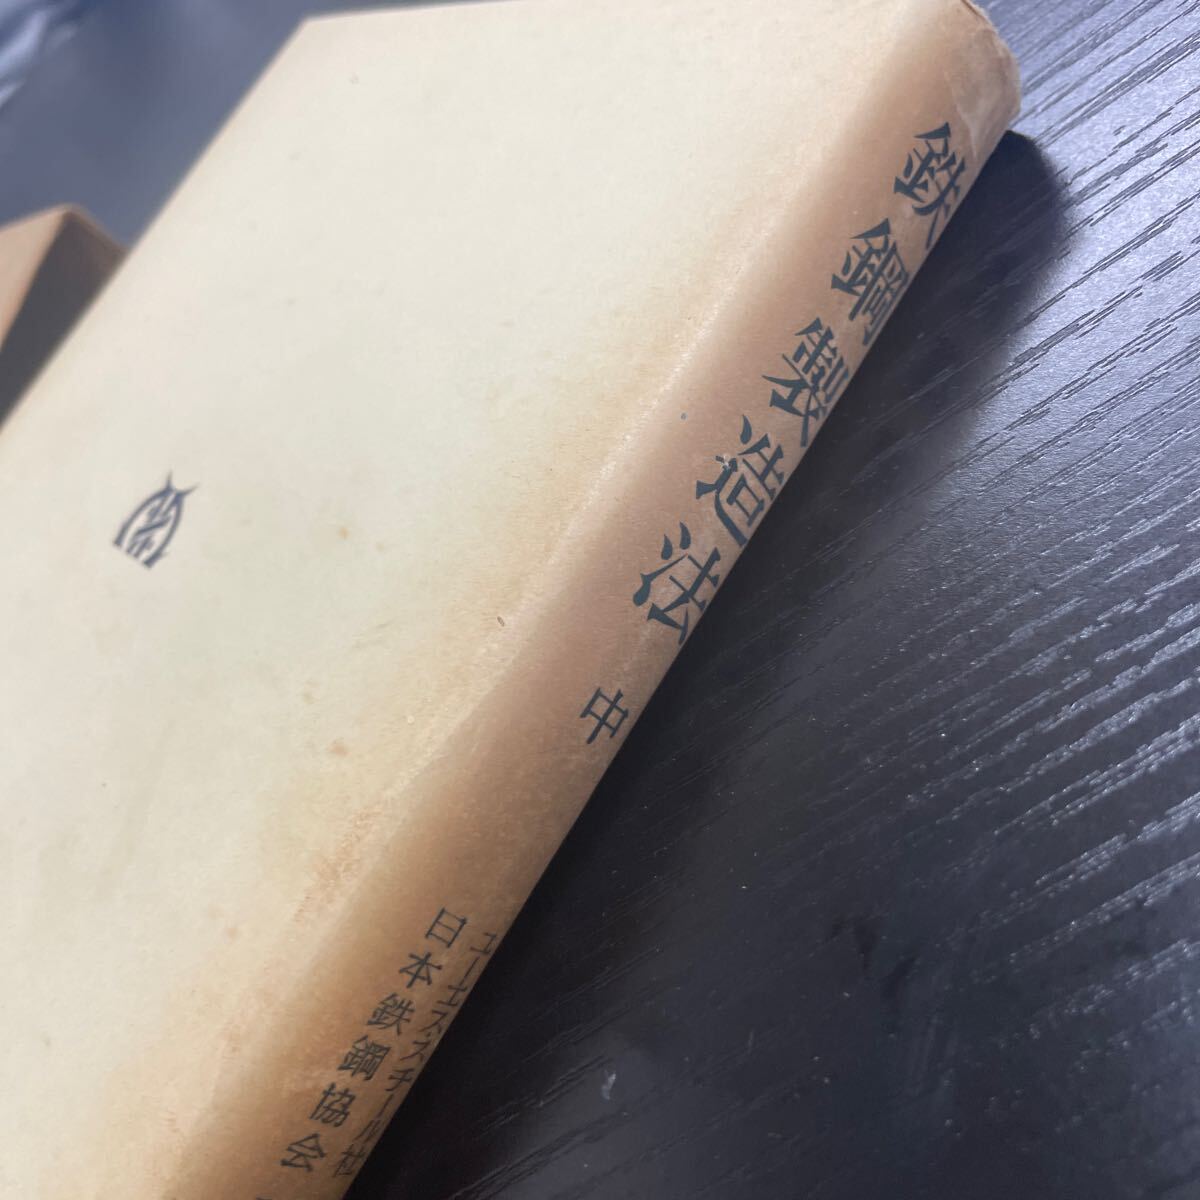 鉄鋼製造法
中
ユーエス・スチール社
日本鉄鋼協会